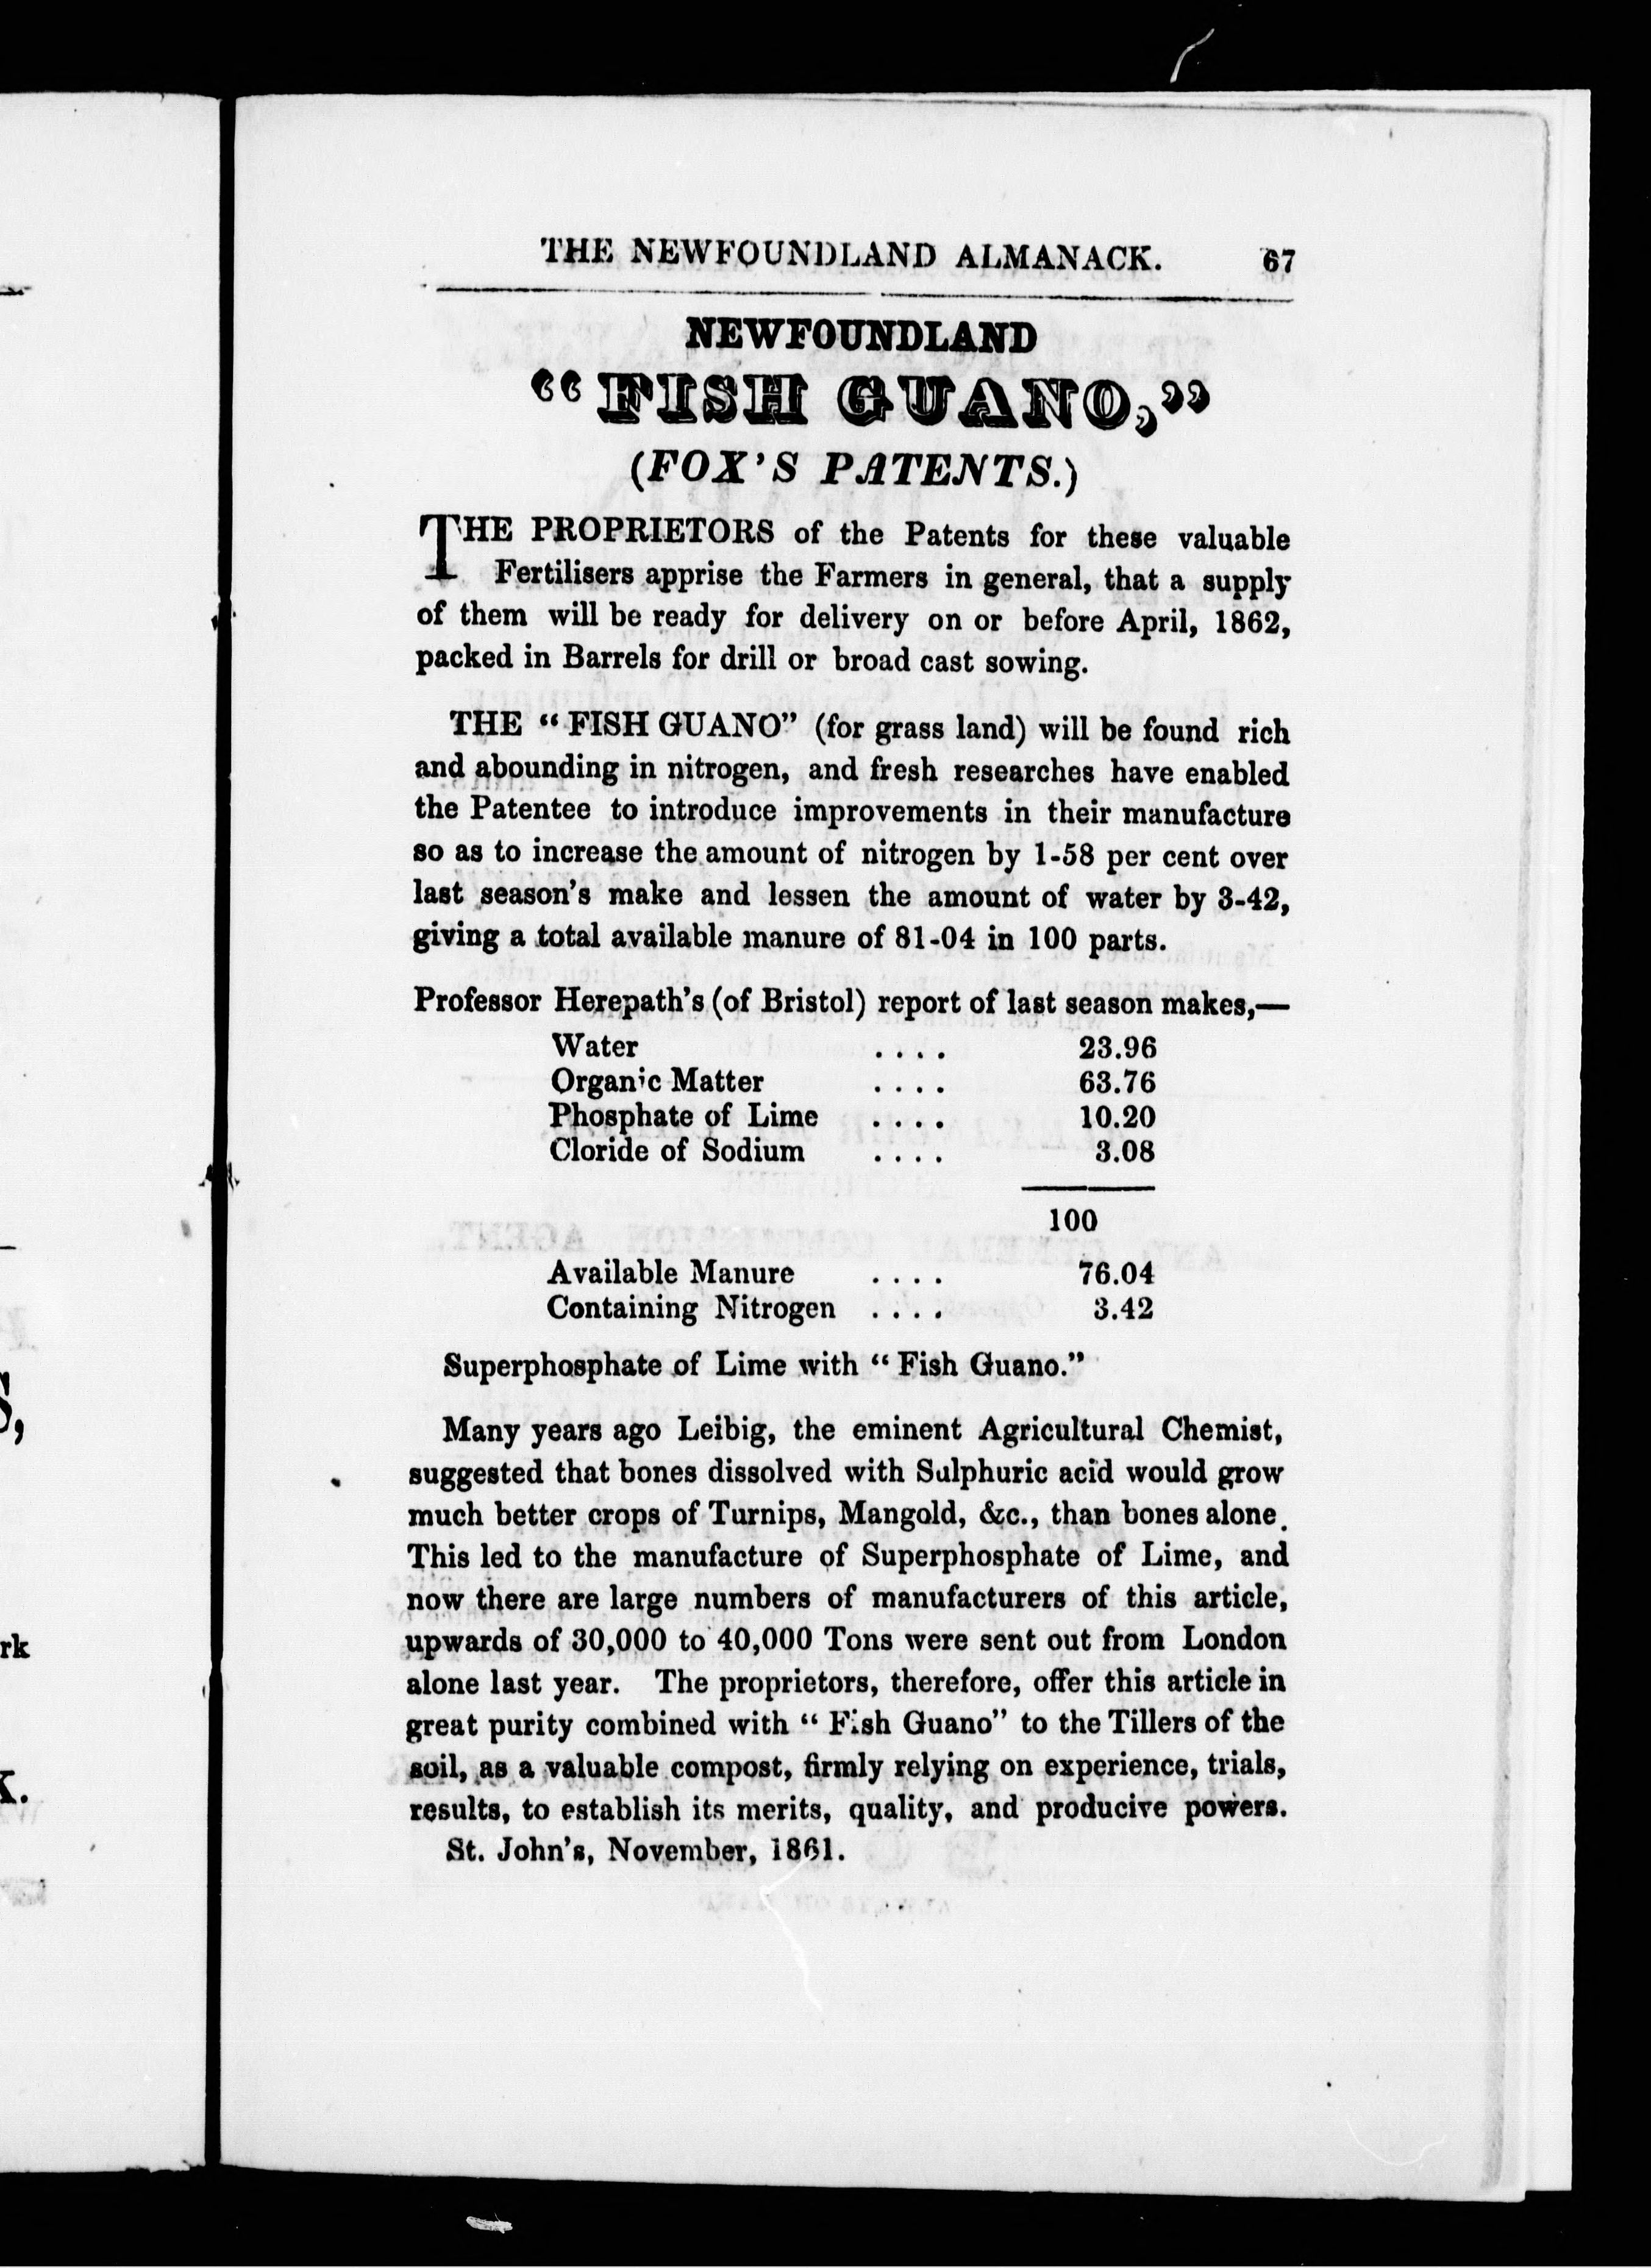 THE NEWFOUNDLAND ALMANACK. 67
NEWFOUNDLAND
“FISH GUANO,”
(FOX’S PATENTS.)
THE PROPRIETORS of the Patents for these valuable
Fertilisers apprise the Farmers in general, that a supply
of them will be ready for delivery on or before April, 1862,
packed in Barrels for drill or broad cast sowing.
THE “FISH GUANO” (for grass land) will be found rich
and abounding in nitrogen, and fresh researches have enabled
the Patentee to introduce improvements in their manufacture
so as to increase the amount of nitrogen by 1-58 per cent over
last season’s make and lessen the amount of water by 3-42,
giving a total available manure of 81-04 in 100 parts.
Professor Herepath’s (of Bristol) report of last season makes,—
Water .... 23.96
Organic Matter .... 63.76
Phosphate of Lime .... 10.20
Cloride of Sodium .... 3.08
100
Available Manure .... 76.04
Containing Nitrogen .... 3.42
Superphosphate of Lime with “Fish Guano.”
Many years ago Leibig, the eminent Agricultural Chemist,
suggested that bones dissolved with Sulphuric acid would grow
much better crops of Turnips, Mangold, &c., than bones alone.
This led to the manufacture of Superphosphate of Lime, and
now there are large numbers of manufacturers of this article,
upwards of 30,000 to 40,000 Tons were sent out from London
alone last year. The proprietors, therefore, offer this article in
great purity combined with “Fish Guano” to the Tillers of the
soil, as a valuable compost, firmly relying on experience, trials,
results, to establish its merits, quality, and producive powers.
St. John’s, November, 1861.